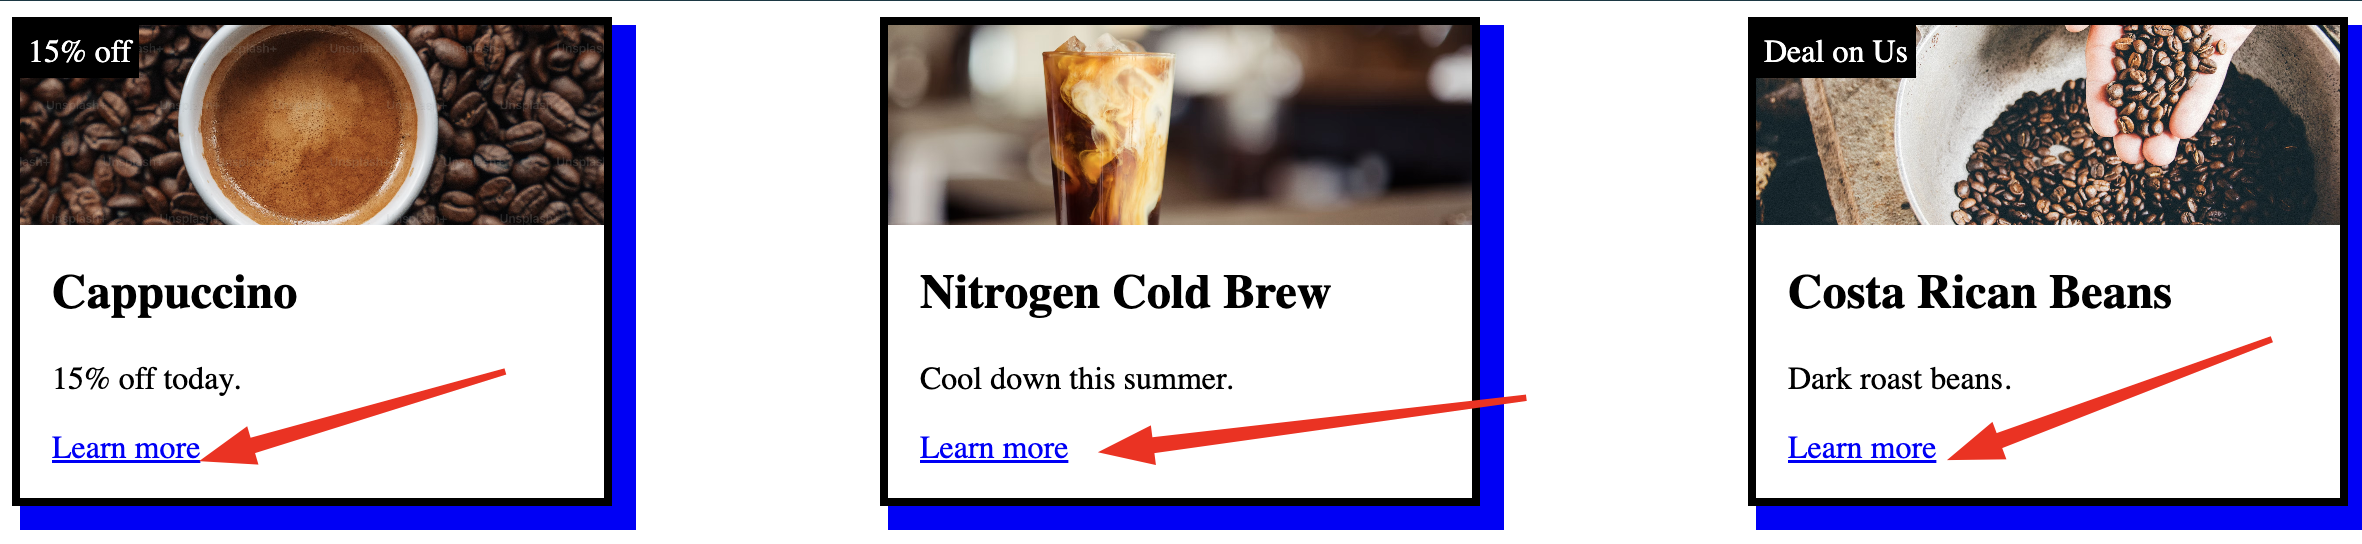 15% off
Cappuccino
15% off today.
Learn more
Nitrogen Cold Brew
Cool down this summer.
Learn more
Deal on Us
Costa Rican Beans
Dark roast beans.
Learn more
Unsplash+